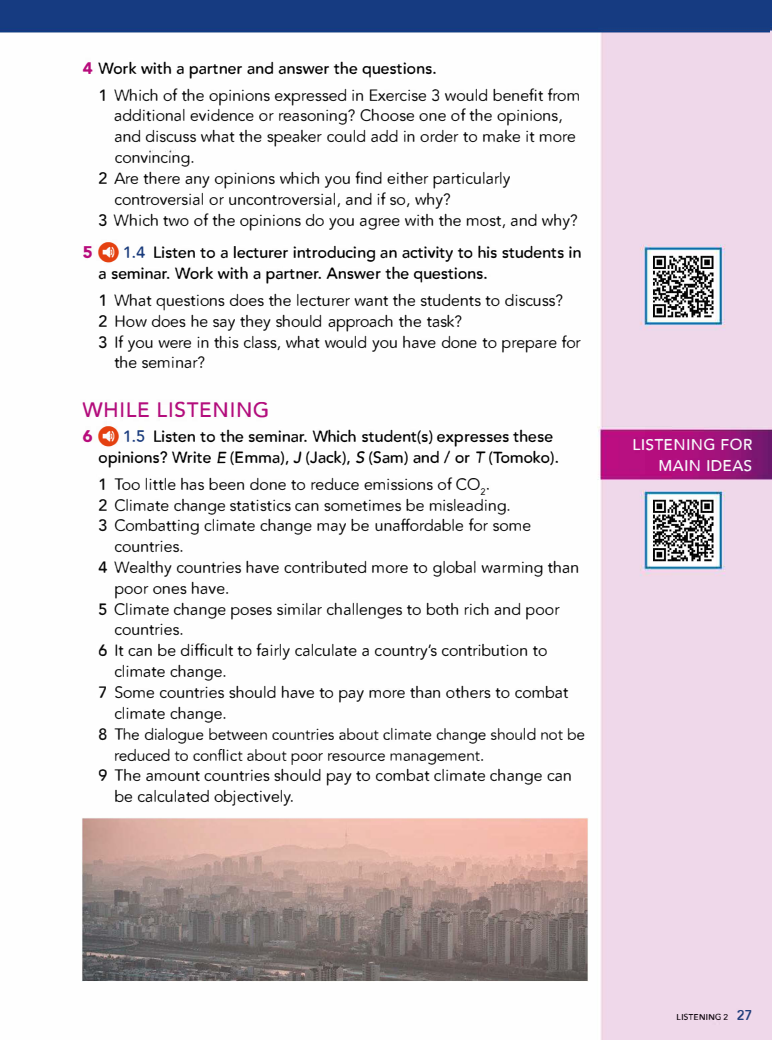 4 Work with a partner and answer the questions.
1 Which of the opinions expressed in Exercise 3 would benefit from
additional evidence or reasoning? Choose one of the opinions,
and discuss what the speaker could add in order to make it more
convincing.
2 Are there any opinions which you find either particularly
controversial or uncontroversial, and if so, why?
3 Which two of the opinions do you agree with the most, and why?
5 1.4 Listen to a lecturer introducing an activity to his students in
a seminar. Work with a partner. Answer the questions.
1 What questions does the lecturer want the students to discuss?
2 How does he say they should approach the task?
3 If you were in this class, what would you have done to prepare for
the seminar?
WHILE LISTENING
6 1.5 Listen to the seminar. Which student(s) expresses these
opinions? Write E (Emma), J (Jack), S (Sam) and / or T (Tomoko).
LISTENING FOR
MAIN IDEAS
1 Too little has been done to reduce emissions of CO₂.
2 Climate change statistics can sometimes be misleading.
3 Combatting climate change may be unaffordable for some
countries.
4 Wealthy countries have contributed more to global warming than
poor ones have.
5 Climate change poses similar challenges to both rich and poor
countries.
6 It can be difficult to fairly calculate a country's contribution to
climate change.
7 Some countries should have to pay more than others to combat
climate change.
8 The dialogue between countries about climate change should not be
reduced to conflict about poor resource management.
9 The amount countries should pay to combat climate change can
be calculated objectively.
LISTENING 2 27